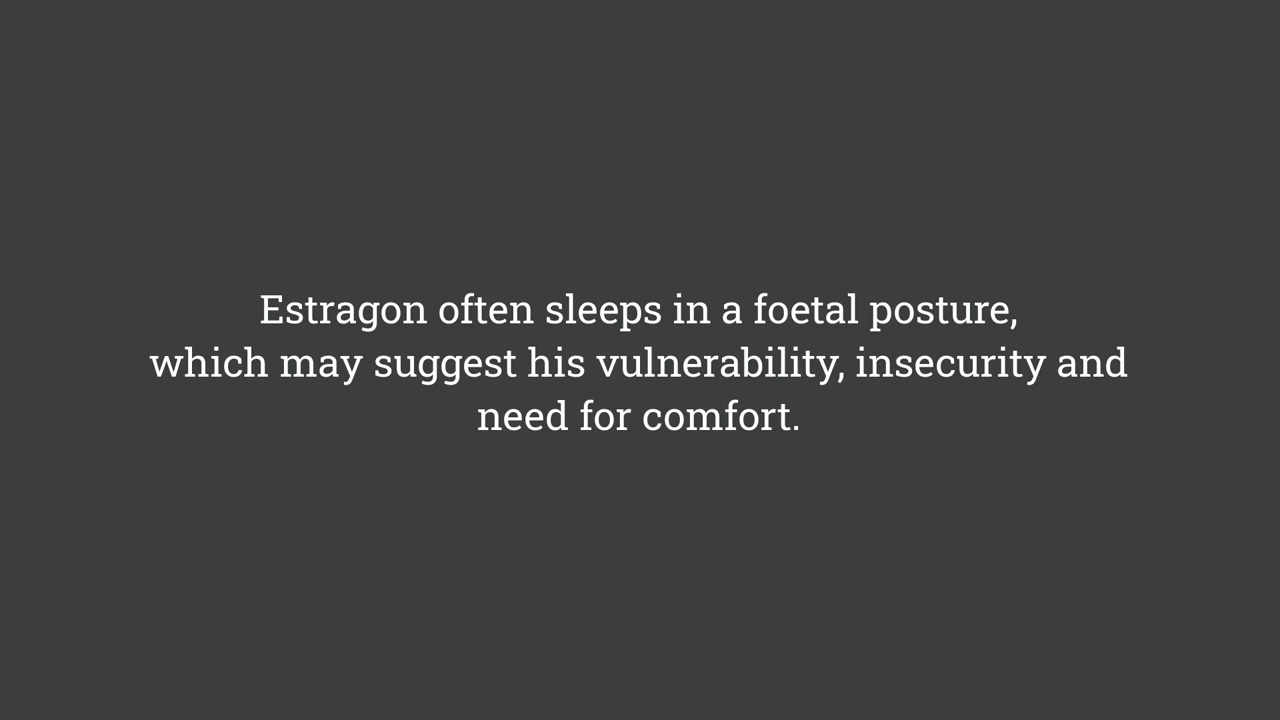 Estragon often sleeps in a foetal posture,
which may suggest his vulnerability, insecurity and
need for comfort.